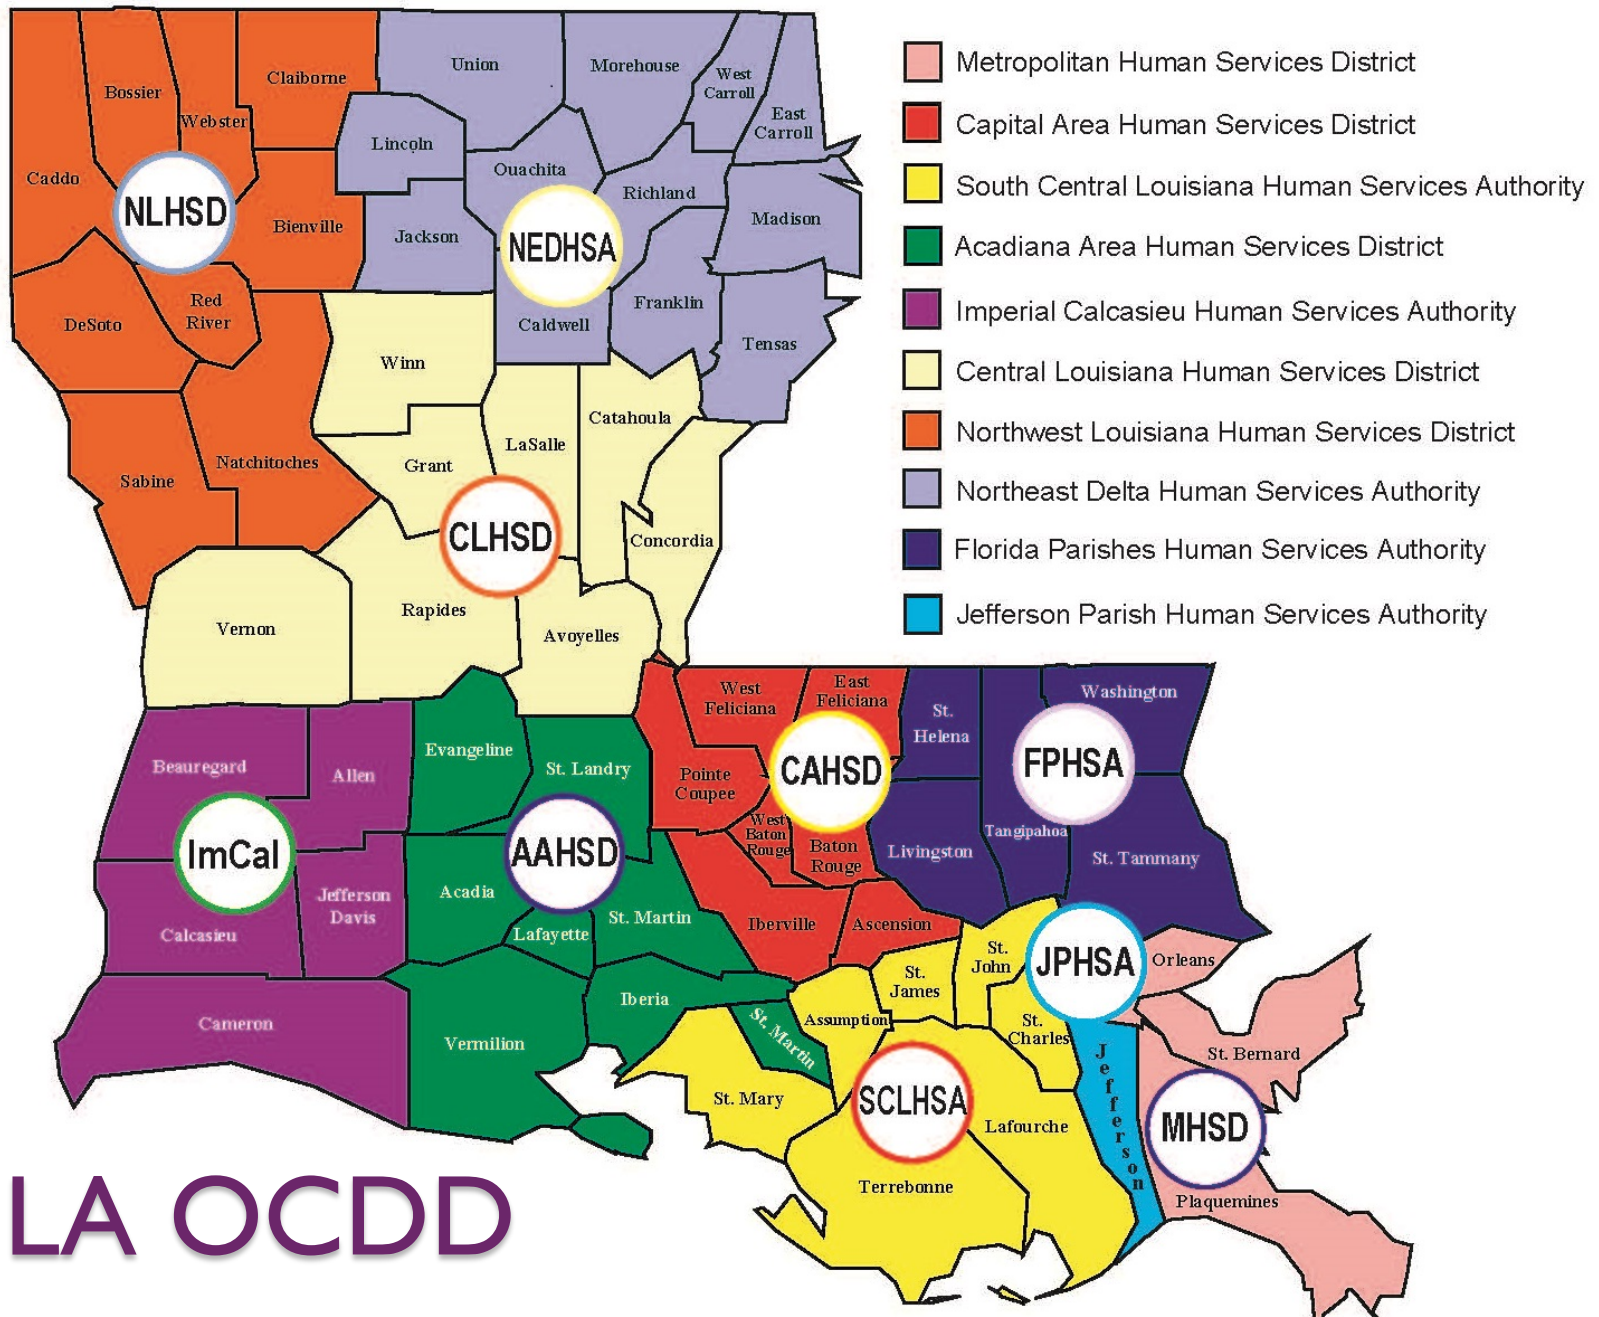 Union
Morehouse
West
Carroll
Claiborne
Bossier
Webster
East
Carroll
Lincoln
Ouachita
Caddo
Richland
NLHSD
Madison
Bienville
Jackson
NEDHSA
Red
River
Franklin
DeSoto
Caldwell
Tensas
Winn
Catahoula
LaSalle
Natchitoches
Grant
Sabine
CLHSD
Concordia
Rapides
Vernon
Avoyelles
Metropolitan Human Services District
Capital Area Human Services District
South Central Louisiana Human Services Authority
Acadiana Area Human Services District
Imperial Calcasieu Human Services Authority
Central Louisiana Human Services District
Northwest Louisiana Human Services District
Northeast Delta Human Services Authority
Florida Parishes Human Services Authority
Jefferson Parish Human Services Authority
West
Feliciana
East
Feliciana
St.
Helena
Washington
Evangeline
Beauregard
Allen
St. Landry
Pointe
Coupee
CAHSD
FPHSA
West
Baton
Rouge
Baton
Rouge
Tangipahoa
Livingston
St. Tammany
ImCal
AAHSD
Acadia
Jefferson
Davis
Calcasieu
Lafayette
St. Martin
Iberville
Ascension
St.
John
JPHSA
Orleans
St.
James
Iberia
Cameron
Vermilion
St. Martin
Assumption
St.
Charles
Jefferson
St. Bernard
St. Mary
SCLHSA
Lafourche
MHSD
Terrebonne
Plaquemines
LA OCDD